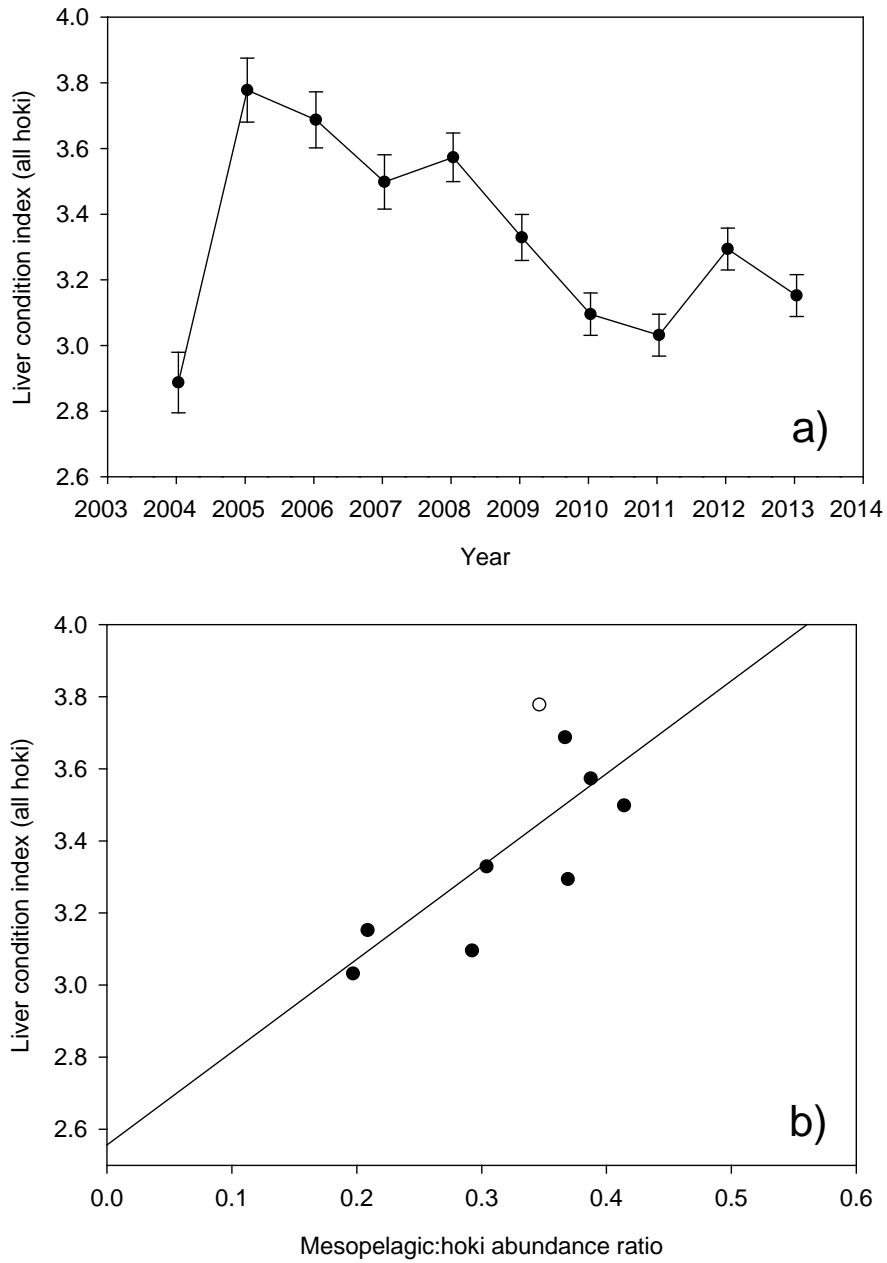 4.0
3.8
3.6
3.4
3.2
3.0
2.8
2.6
Liver condition index (all hoki)
a)
2003 2004 2005 2006 2007 2008 2009 2010 2011 2012 2013 2014
Year
4.0
3.8
3.6
3.4
3.2
3.0
2.8
2.6
Liver condition index (all hoki)
b)
0.0 0.1 0.2 0.3 0.4 0.5 0.6
Mesopelagic:hoki abundance ratio